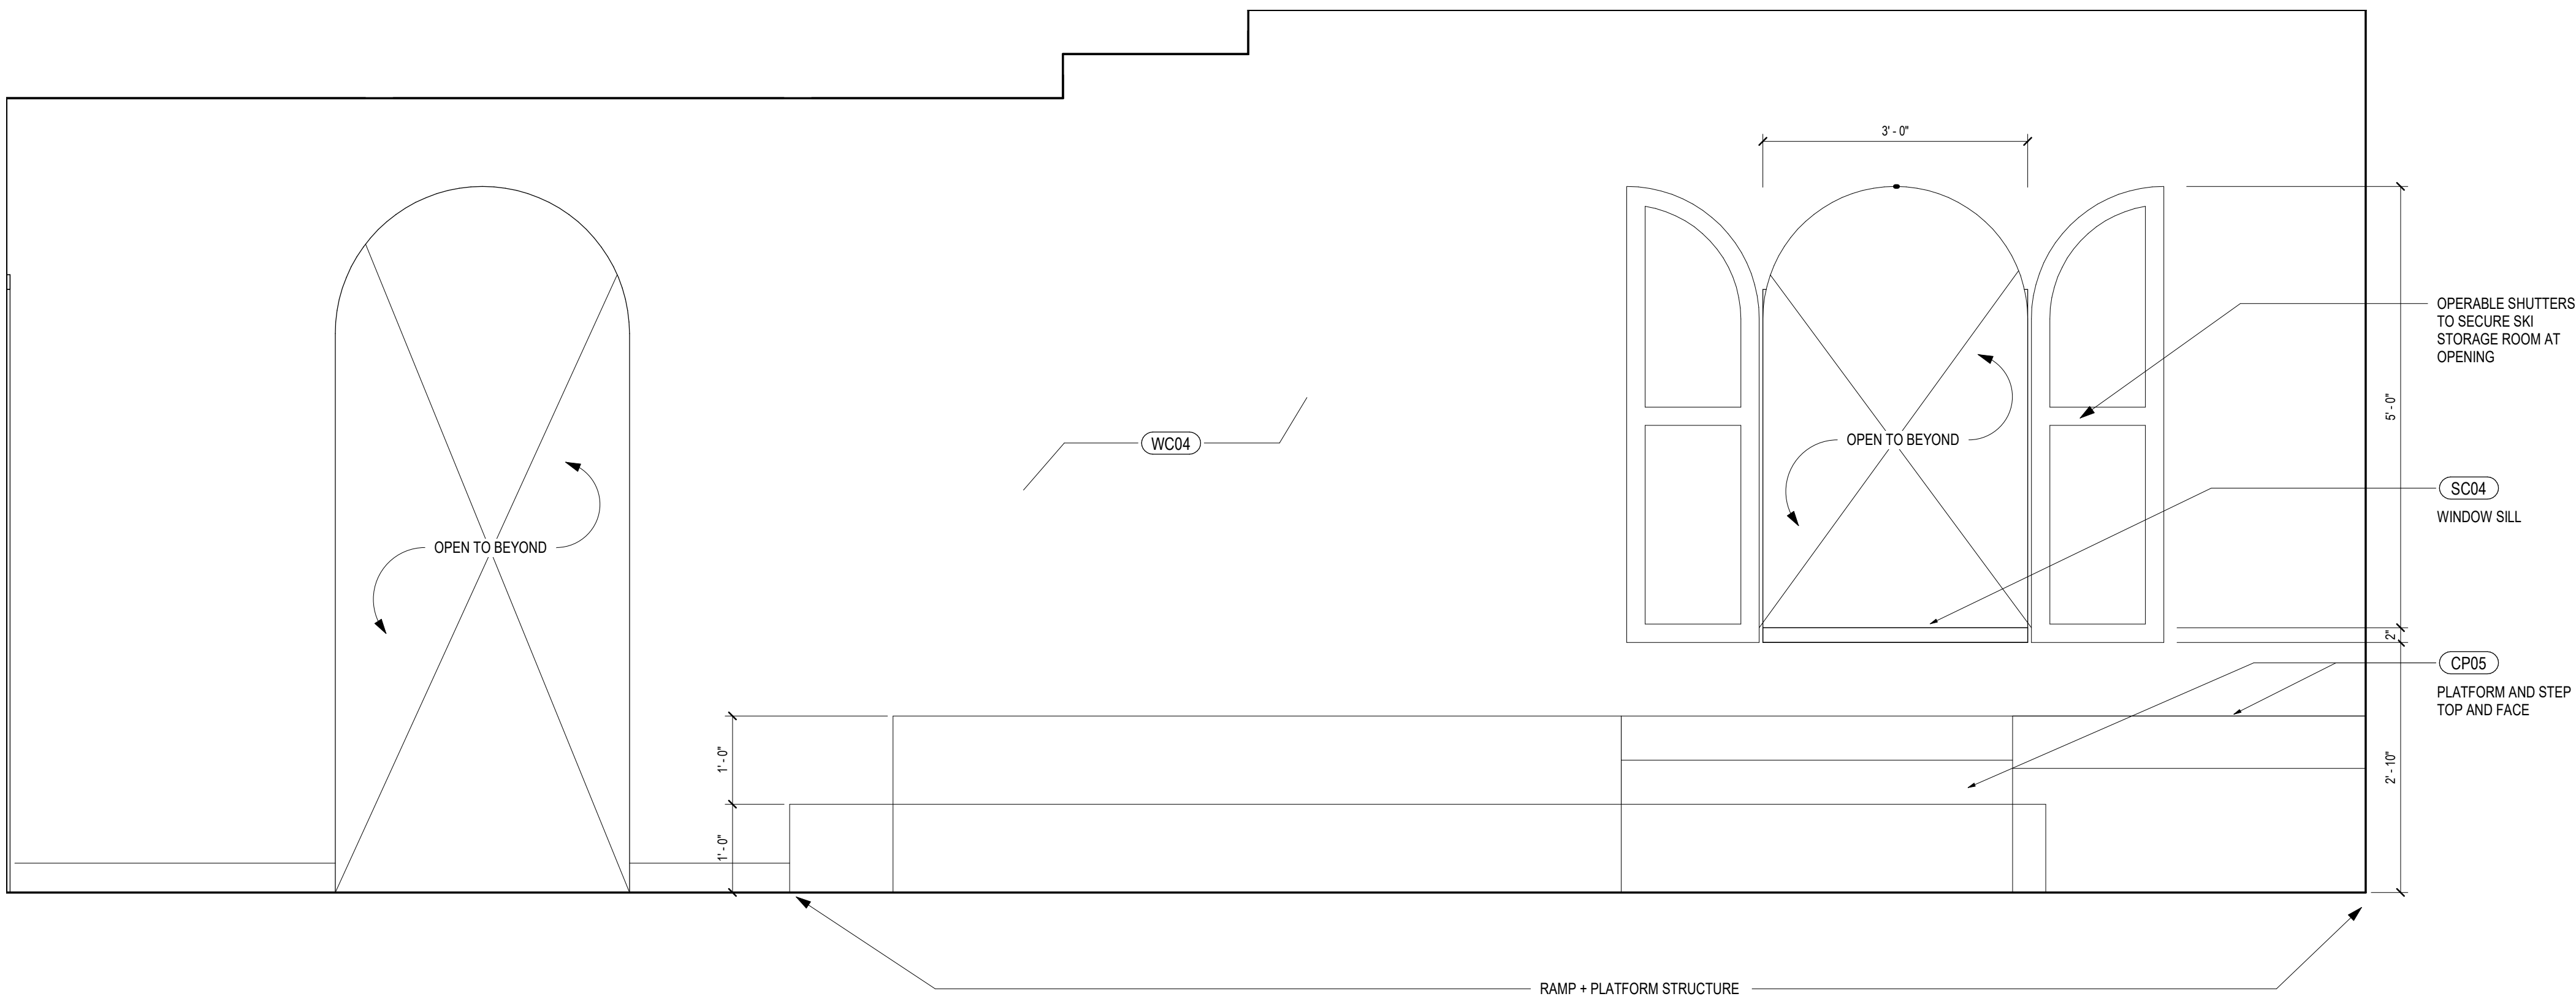 3' - 0"
OPERABLE SHUTTERS
TO SECURE SKI
STORAGE ROOM AT
OPENING
5' - 0"
WC04
OPEN TO BEYOND
SC04
WINDOW SILL
OPEN TO BEYOND
2"
CP05
PLATFORM AND STEP
TOP AND FACE
1' - 0"
2' - 10"
1' - 0"
RAMP + PLATFORM STRUCTURE